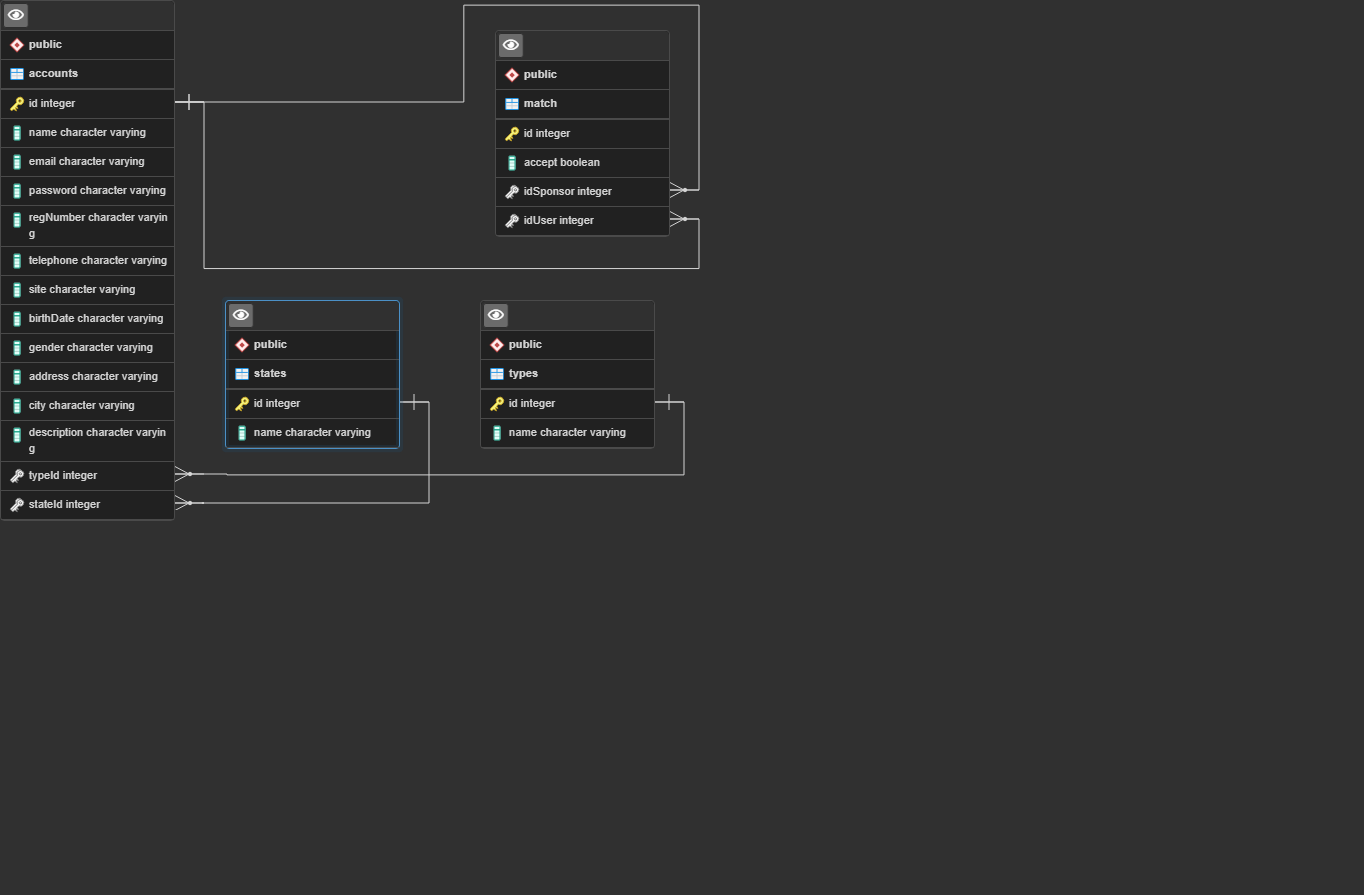 public
accounts
id integer
name character varying
email character varying
password character varying
regNumber character varyin
g
telephone character varying
site character varying
birthDate character varying
gender character varying
address character varying
city character varying
description character varyin
g
typeId integer
stateId integer
public
match
id integer
accept boolean
idSponsor integer
idUser integer
public
states
id integer
name character varying
public
types
id integer
name character varying